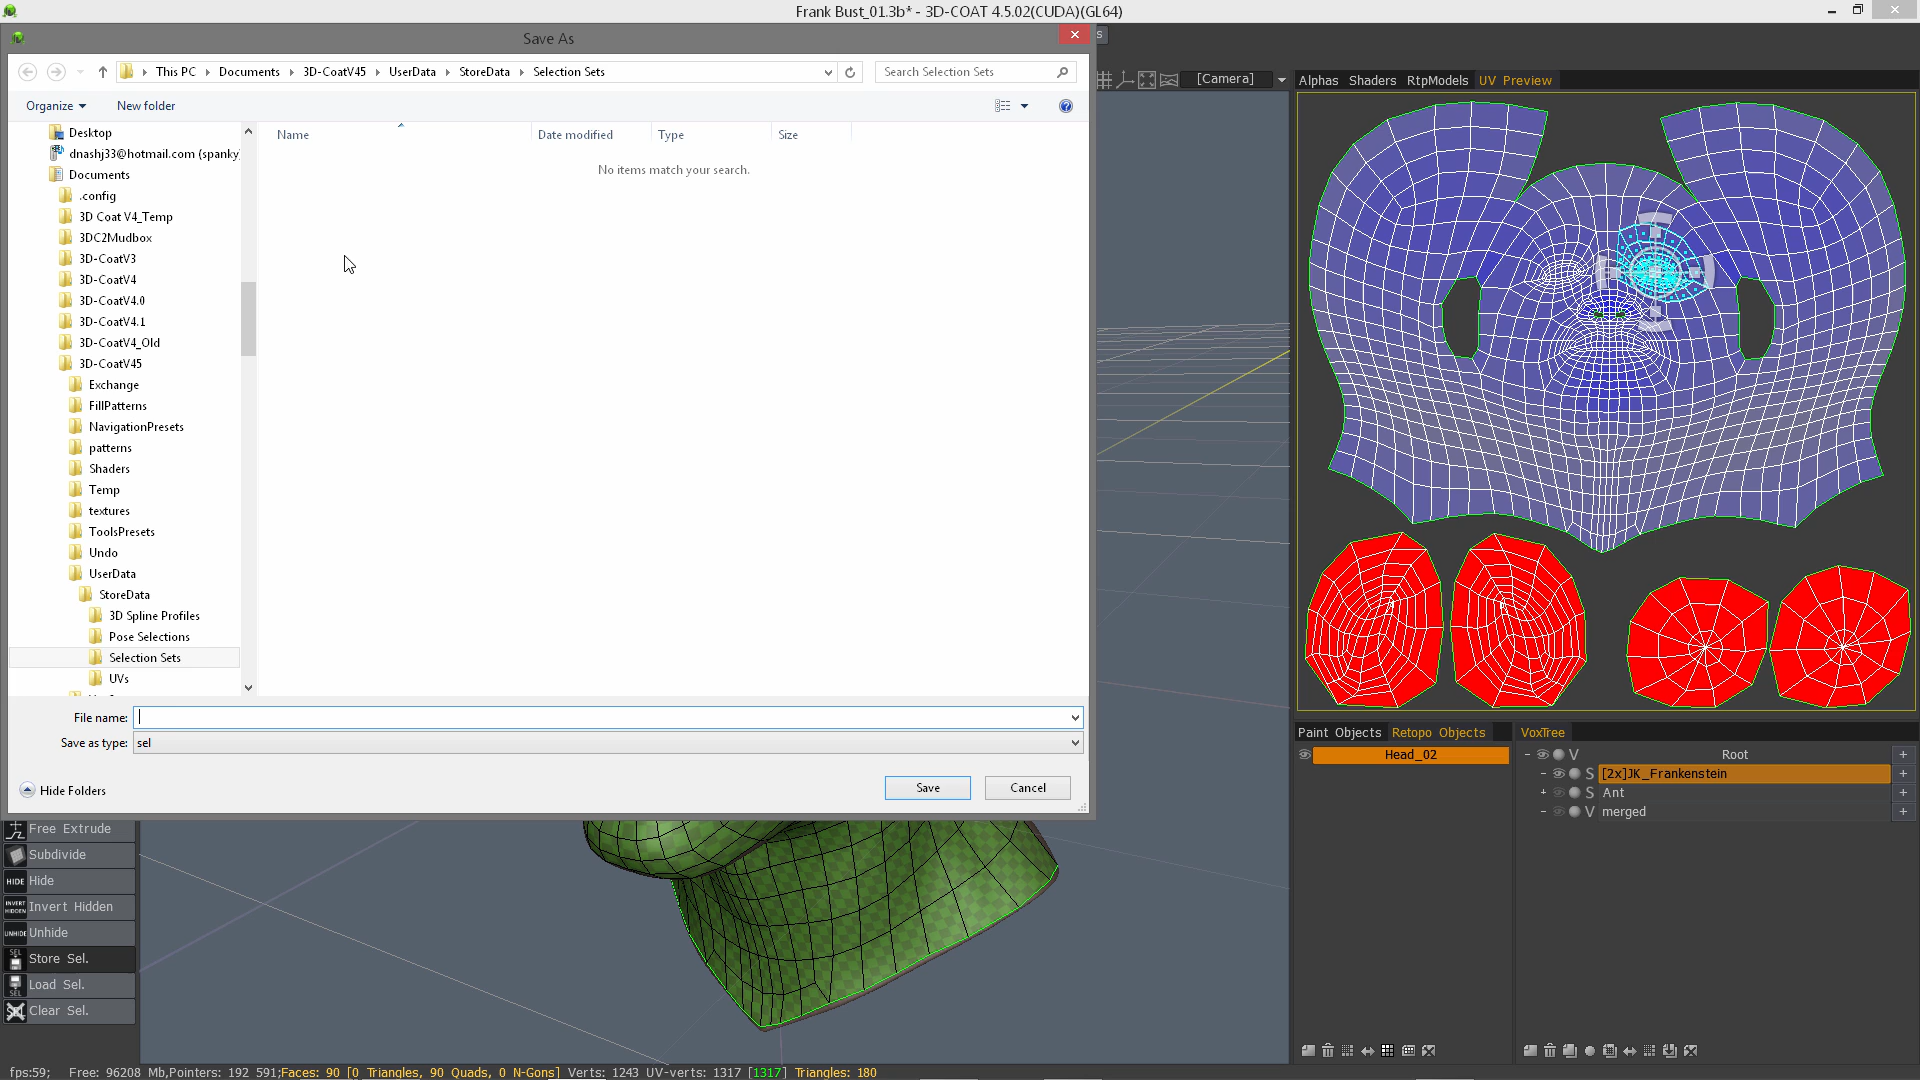 Frank Bust_01.3b* - 3D-COAT 4.5.02(CUDA)(GL64)
Save As
This PC Documents 3D-CoatV45 UserData StoreData Selection Sets
Search Selection Sets
[Camera]
Alphas Shaders RtpModels UV Preview
Organize New folder
Name Date modified Type Size
No items match your search.
Desktop
dnashj33@hotmail.com (spanky
Documents
.config
3D Coat V4_Temp
3DC2Mudbox
3D-CoatV3
3D-CoatV4
3D-CoatV4.0
3D-CoatV4.1
3D-CoatV4_Old
3D-CoatV45
Exchange
FillPatterns
NavigationPresets
patterns
Shaders
Temp
textures
ToolsPresets
Undo
UserData
StoreData
3D Spline Profiles
Pose Selections
Selection Sets
UVs
File name:
Save as type: sel
Hide Folders Save Cancel
Paint Objects Retopo Objects VoxTree
Head_02
V Root
S [2x]JK_Frankenstein
S Ant
V merged
Free Extrude
Subdivide
HIDE Hide
INVERT HIDDEN Invert Hidden
UNHIDE Unhide
SEL Store Sel.
SEL Load Sel.
Clear Sel.
fps:59; Free: 96208 Mb,Pointers: 192 591;Faces: 90 [0 Triangles, 90 Quads, 0 N-Gons] Verts: 1243 UV-verts: 1317 [1317] Triangles: 180